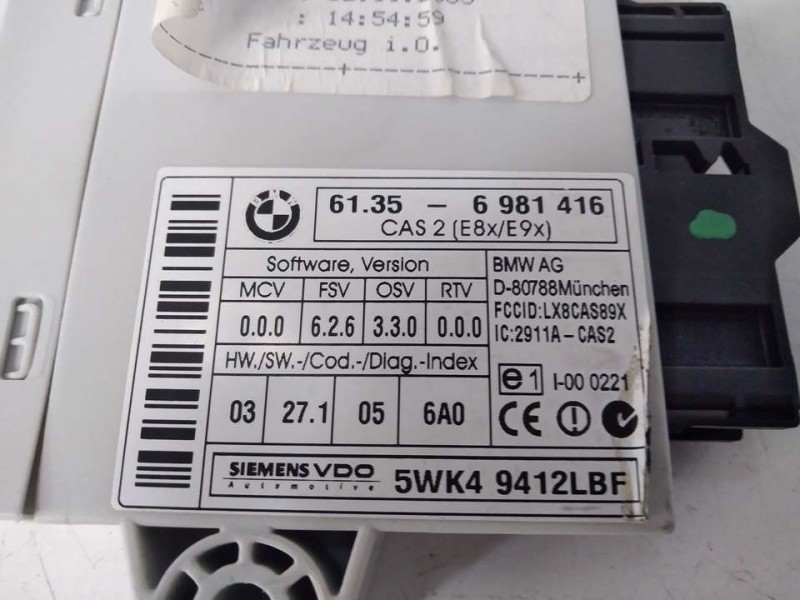 : 14:54:59
Fahrzeug i.O.
BMW
61.35 - 6 981 416
CAS 2 (E8x/E9x)
Software, Version
MCV FSV OSV RTV
0.0.0 6.2.6 3.3.0 0.0.0
HW./SW.-/Cod.-/Diag.-Index
03 27.1 05 6A0
BMW AG
D-80788München
FCCID:LX8CAS89X
IC:2911A-CAS2
e1 I-00 0221
CE
SIEMENS VDO
Automotive
5WK4 9412LBF